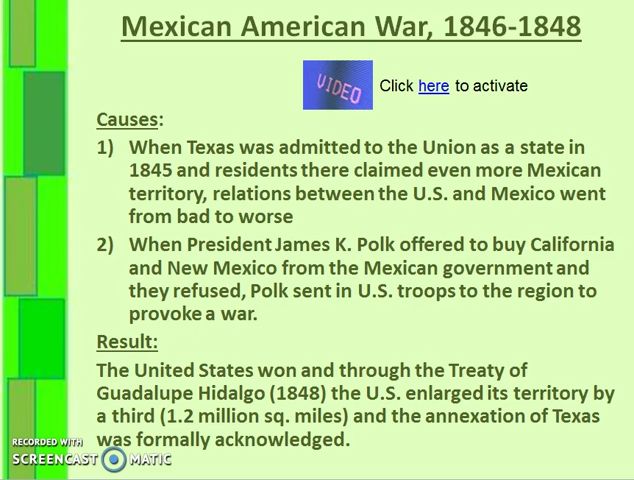 Mexican American War, 1846-1848
VIDEO
Click here to activate
Causes:
1) When Texas was admitted to the Union as a state in
1845 and residents there claimed even more Mexican
territory, relations between the U.S. and Mexico went
from bad to worse
2) When President James K. Polk offered to buy California
and New Mexico from the Mexican government and
they refused, Polk sent in U.S. troops to the region to
provoke a war.
Result:
The United States won and through the Treaty of
Guadalupe Hidalgo (1848) the U.S. enlarged its territory by
a third (1.2 million sq. miles) and the annexation of Texas
was formally acknowledged.
RECORDED WITH
SCREENCAST MATIC